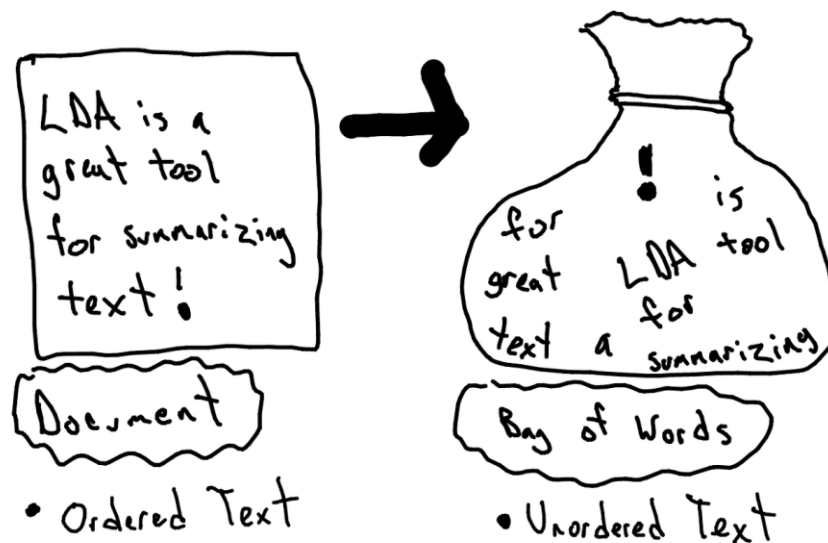 LDA is a
great tool
for summarizing
text!
Document
• Ordered Text
! is
for LDA tool
great for
text a summarizing
Bag of Words
• Unordered Text